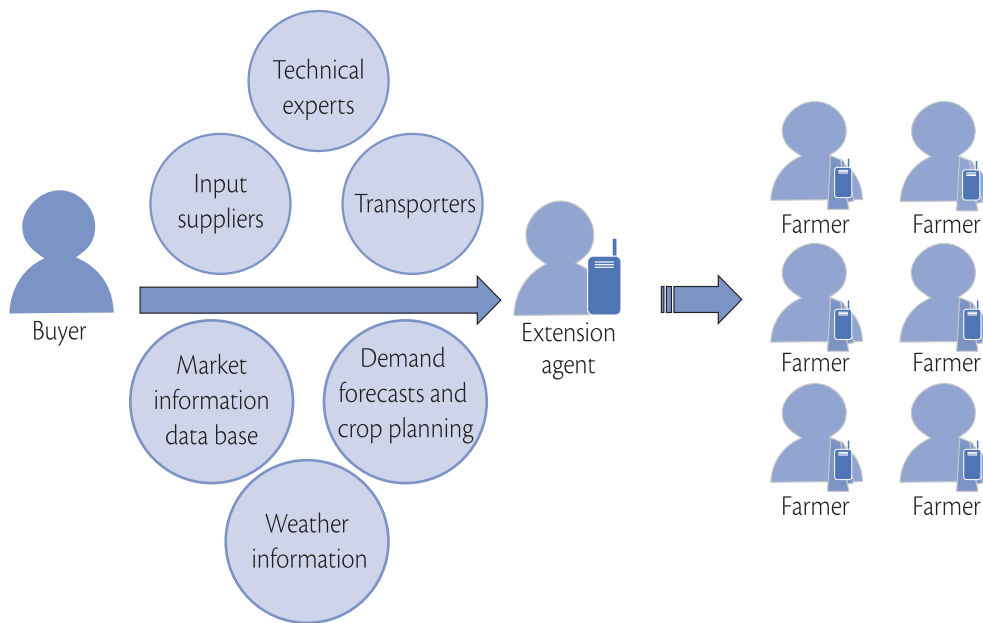 Technical
experts
Input
suppliers
Transporters
Buyer
Extension
agent
Market
information
data base
Demand
forecasts and
crop planning
Weather
information
Farmer
Farmer
Farmer
Farmer
Farmer
Farmer